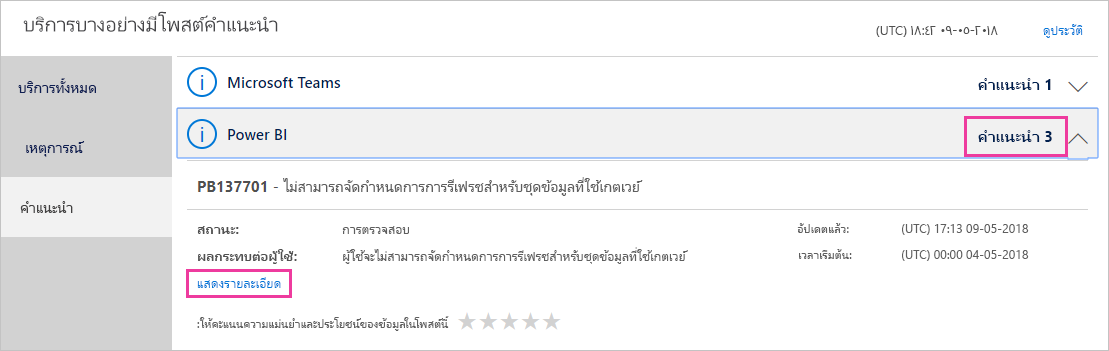 บริการบางอย่างมีโพสต์คำแนะนำ
(UTC) ١٨:٤٢ ٠٩-٠٥-٢٠١٨ ดูประวัติ
บริการทั้งหมด
เหตุการณ์
คำแนะนำ
Microsoft Teams คำแนะนำ 1
Power BI คำแนะนำ 3
PB137701 - ไม่สามารถจัดกำหนดการการรีเฟรชสำหรับชุดข้อมูลที่ใช้เกตเวย์
สถานะ: การตรวจสอบ อัปเดตแล้ว: (UTC) 17:13 09-05-2018
ผลกระทบต่อผู้ใช้: ผู้ใช้จะไม่สามารถจัดกำหนดการการรีเฟรชสำหรับชุดข้อมูลที่ใช้เกตเวย์ เวลาเริ่มต้น: (UTC) 00:00 04-05-2018
แสดงรายละเอียด
:ให้คะแนนความแม่นยำและประโยชน์ของข้อมูลในโพสต์นี้